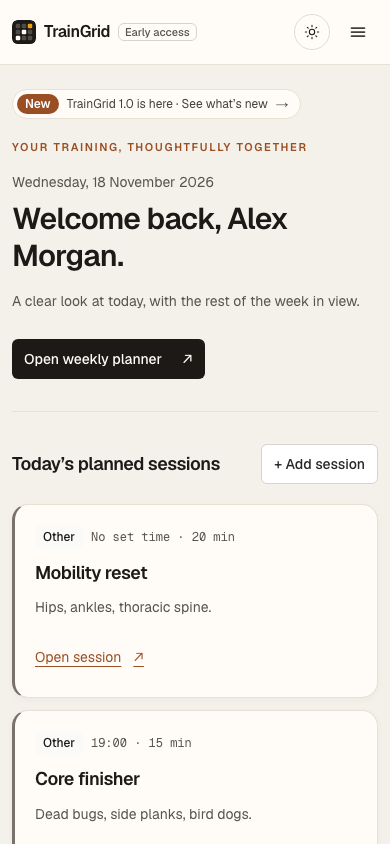 TrainGrid Early access
New TrainGrid 1.0 is here · See what’s new →
YOUR TRAINING, THOUGHTFULLY TOGETHER
Wednesday, 18 November 2026
Welcome back, Alex
Morgan.
A clear look at today, with the rest of the week in view.
Open weekly planner ↗
Today’s planned sessions + Add session
Other No set time · 20 min
Mobility reset
Hips, ankles, thoracic spine.
Open session ↗
Other 19:00 · 15 min
Core finisher
Dead bugs, side planks, bird dogs.